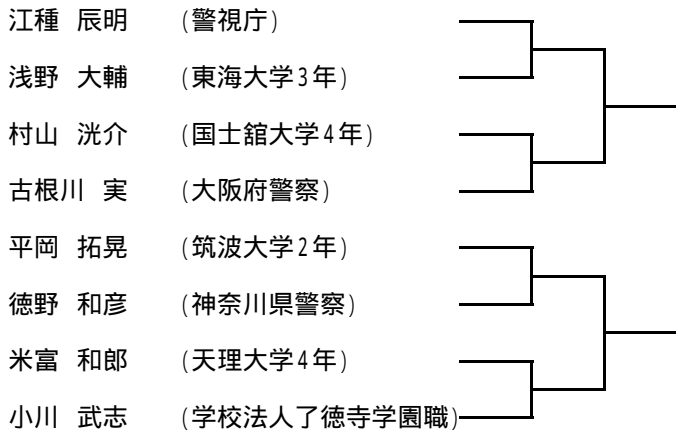 江種 辰明 (警視庁)
浅野 大輔 (東海大学3年)
村山 洸介 (国士舘大学4年)
古根川 実 (大阪府警察)
平岡 拓晃 (筑波大学2年)
徳野 和彦 (神奈川県警察)
米富 和郎 (天理大学4年)
小川 武志 (学校法人了徳寺学園職)